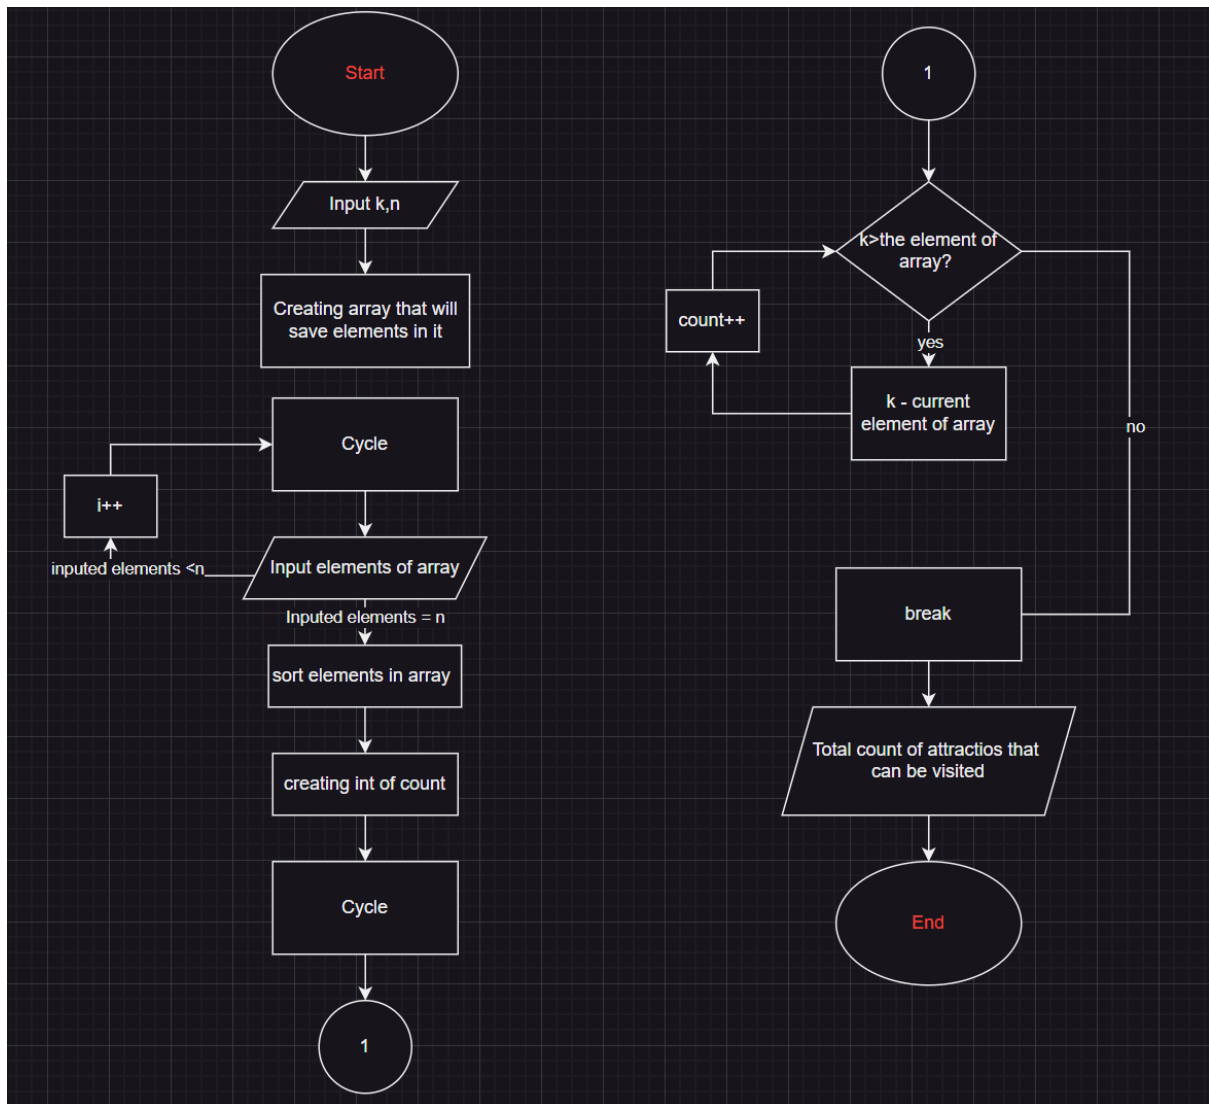 Start
Input k,n
Creating array that will
save elements in it
Cycle
i++
inputed elements <n
Input elements of array
Inputed elements = n
sort elements in array
creating int of count
Cycle
1
1
k>the element of
array?
count++
yes
k - current
element of array
no
break
Total count of attractios that
can be visited
End